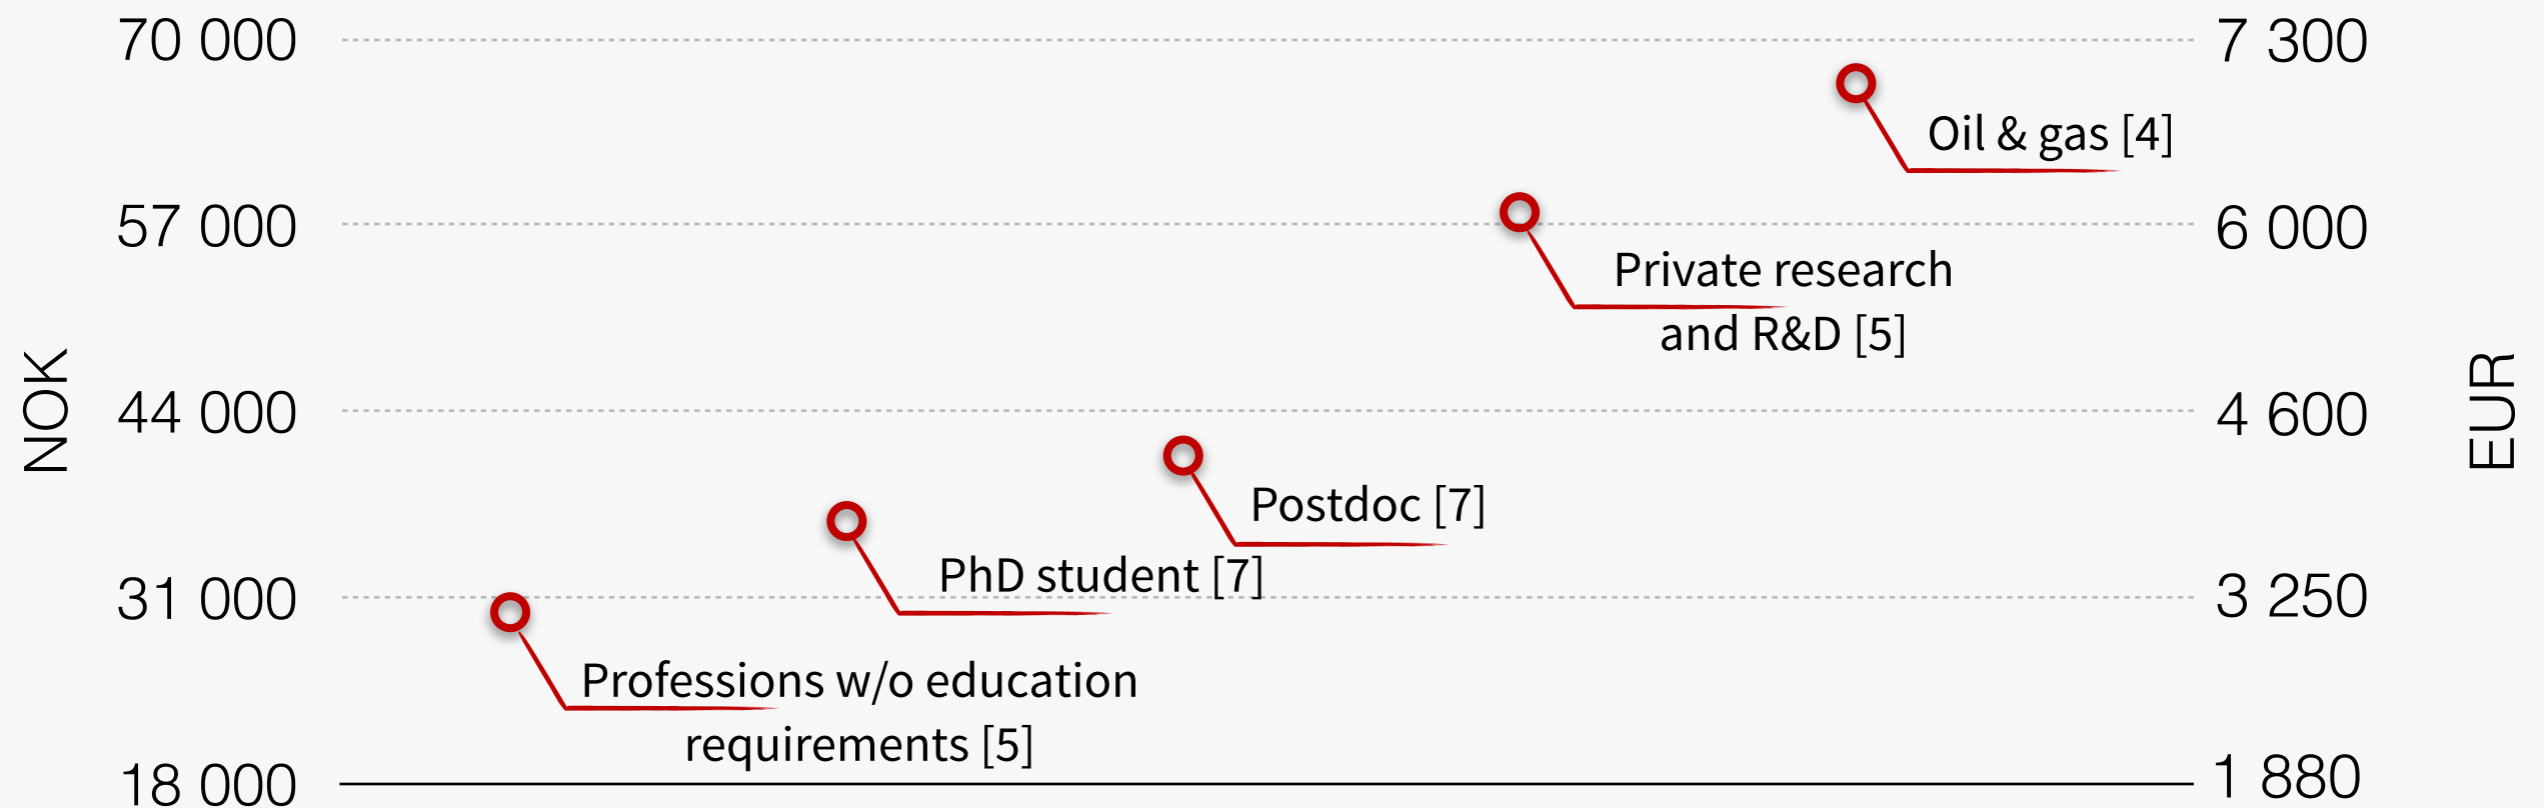 70 000
7 300
Oil & gas [4]
57 000
6 000
Private research
and R&D [5]
NOK
44 000
4 600
EUR
Postdoc [7]
PhD student [7]
31 000
3 250
Professions w/o education
requirements [5]
18 000
1 880